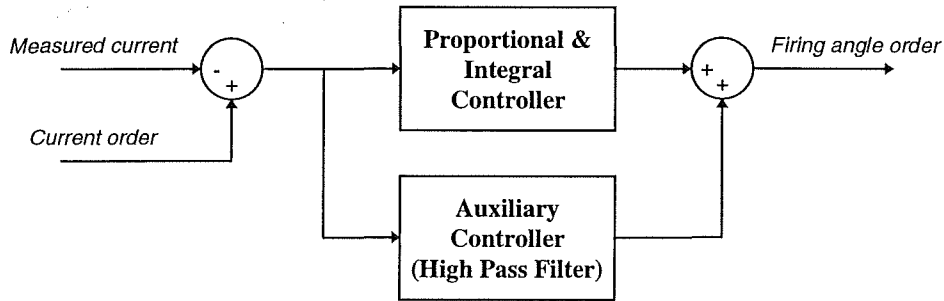 Measured current
-
+
Current order
Proportional &
Integral
Controller
Auxiliary
Controller
(High Pass Filter)
+
+
Firing angle order